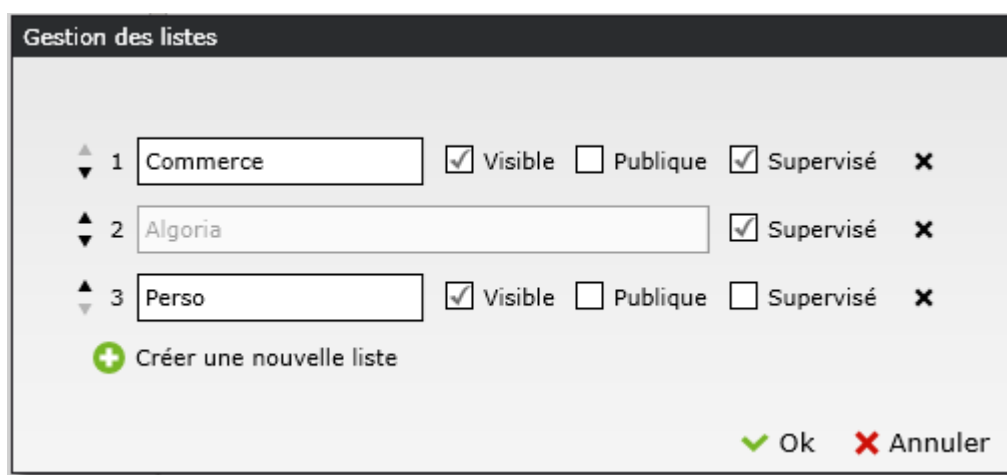 Gestion des listes
1 Commerce Visible Publique Supervisé
2 Algoria Supervisé
3 Perso Visible Publique Supervisé
Créer une nouvelle liste
Ok Annuler